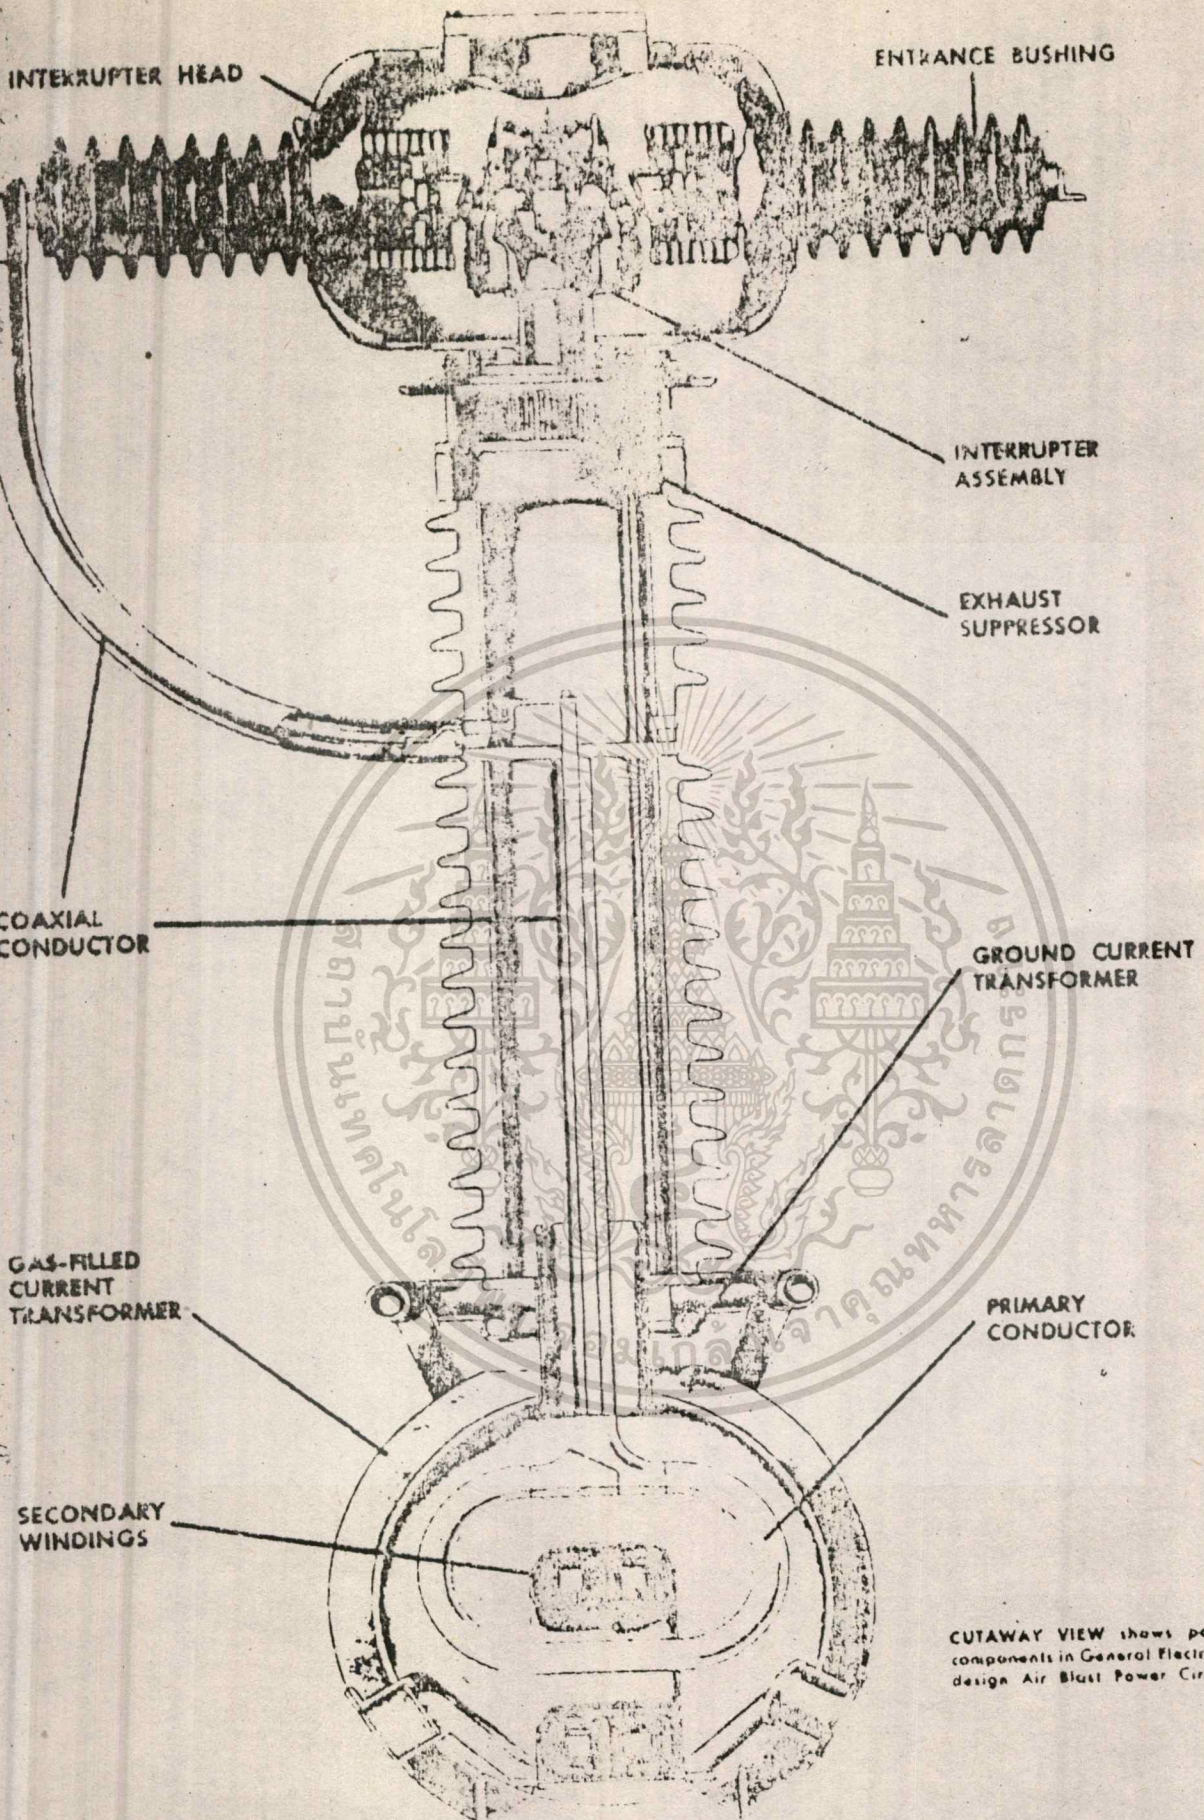 INTERRUPTER HEAD
ENTRANCE BUSHING
INTERRUPTER
ASSEMBLY
EXHAUST
SUPPRESSOR
COAXIAL
CONDUCTOR
GROUND CURRENT
TRANSFORMER
GAS-FILLED
CURRENT
TRANSFORMER
PRIMARY
CONDUCTOR
SECONDARY
WINDINGS
CUTAWAY VIEW shows
components in General
design Air Blast Power